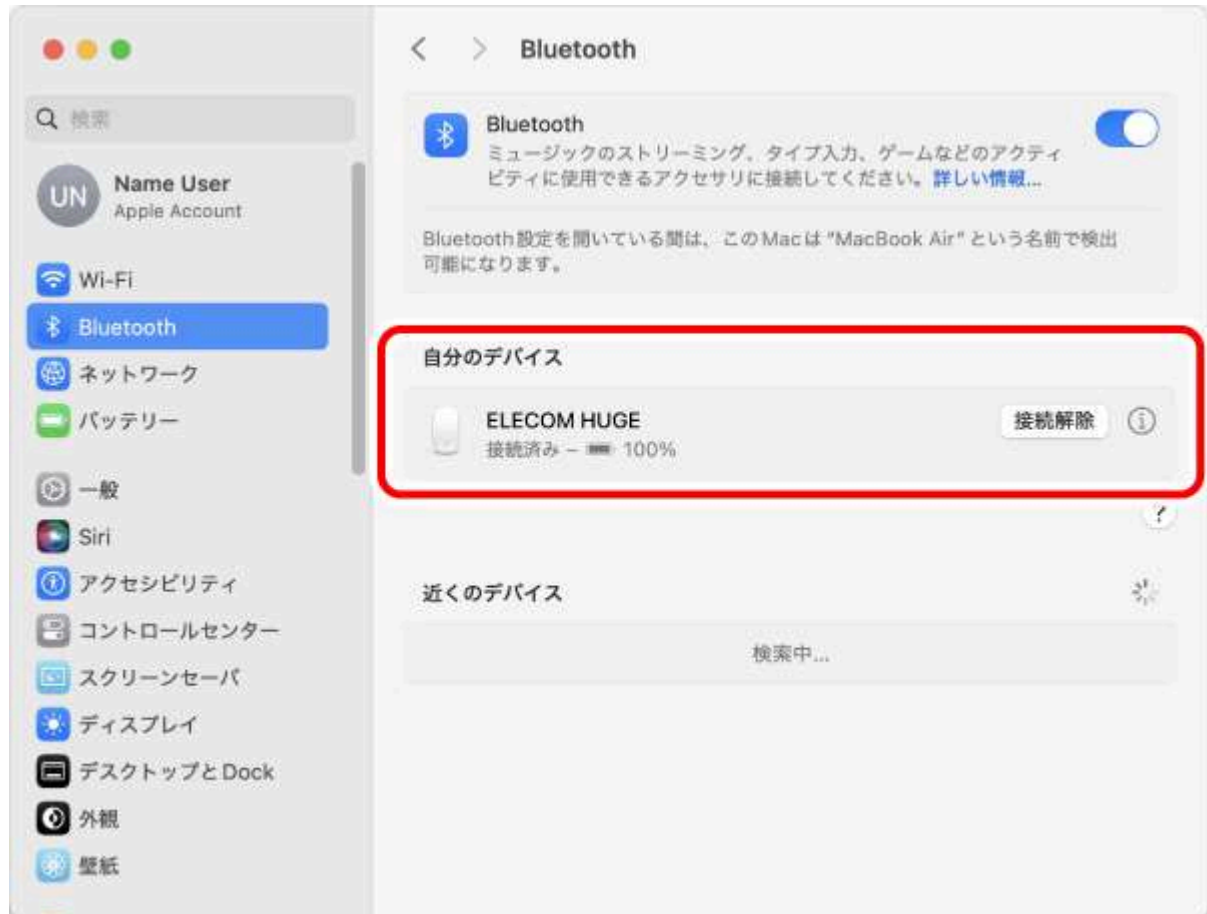 Bluetooth
検索
Bluetooth
ミュージックのストリーミング、タイプ入力、ゲームなどのアクティ
ビティに使用できるアクセサリに接続してください。詳しい情報...
UN
Name User
Apple Account
Bluetooth設定を開いている間は、このMacは“MacBook Air”という名前で検出
可能になります。
Wi-Fi
Bluetooth
ネットワーク
バッテリー
一般
Siri
アクセシビリティ
コントロールセンター
スクリーンセーバ
ディスプレイ
デスクトップとDock
外観
壁紙
自分のデバイス
ELECOM HUGE
接続済み – 100%
接続解除
?
近くのデバイス
検索中...